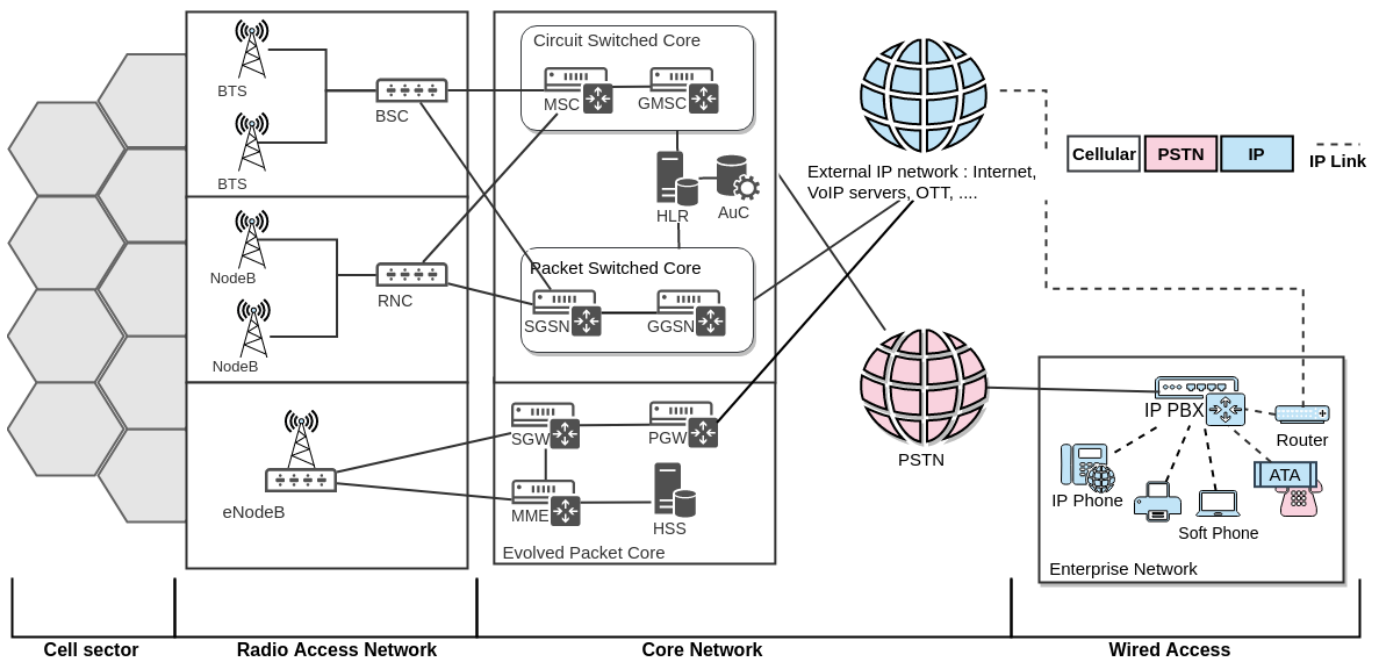 BTS
BTS
BSC
NodeB
NodeB
RNC
eNodeB
Circuit Switched Core
MSC
GMSC
HLR
AuC
Packet Switched Core
SGSN
GGSN
SGW
PGW
MME
HSS
Evolved Packet Core
External IP network : Internet,
VoIP servers, OTT, ....
PSTN
Cellular
PSTN
IP
IP Link
IP PBX
Router
IP Phone
Soft Phone
ATA
Enterprise Network
Cell sector
Radio Access Network
Core Network
Wired Access